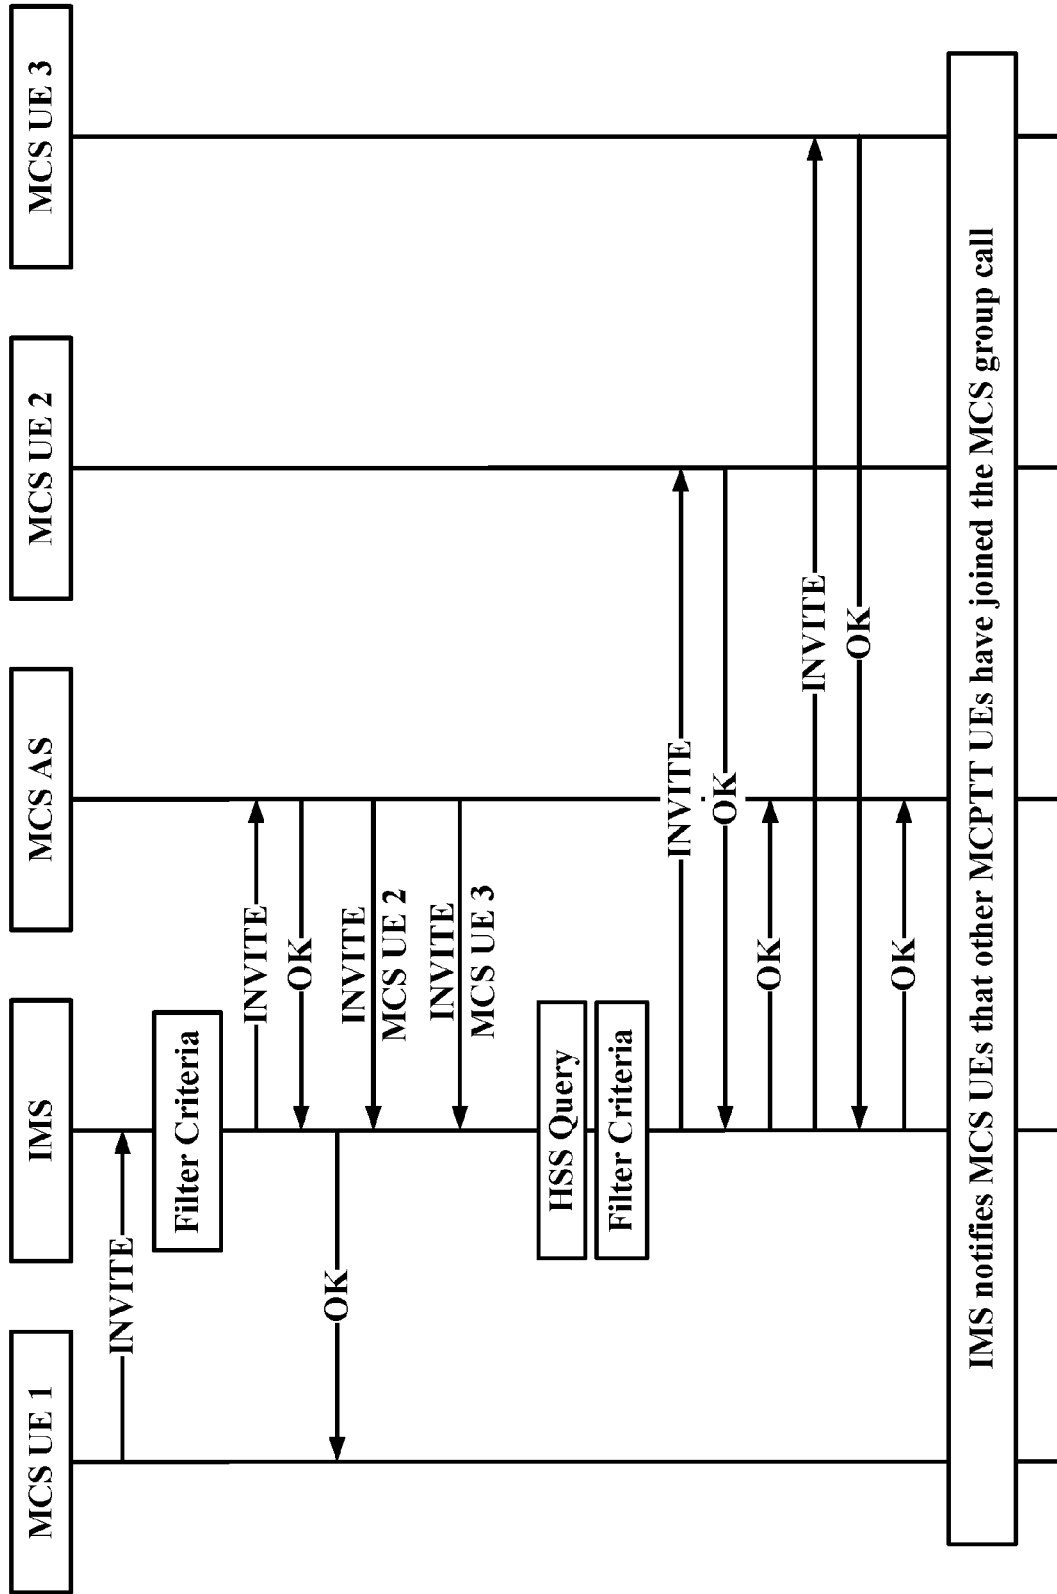 MCS UE 1
IMS
MCS AS
MCS UE 2
MCS UE 3
INVITE
Filter Criteria
INVITE
OK
OK
INVITE
MCS UE 2
INVITE
MCS UE 3
HSS Query
Filter Criteria
INVITE
OK
OK
INVITE
OK
OK
IMS notifies MCS UEs that other MCPTT UEs have joined the MCS group call